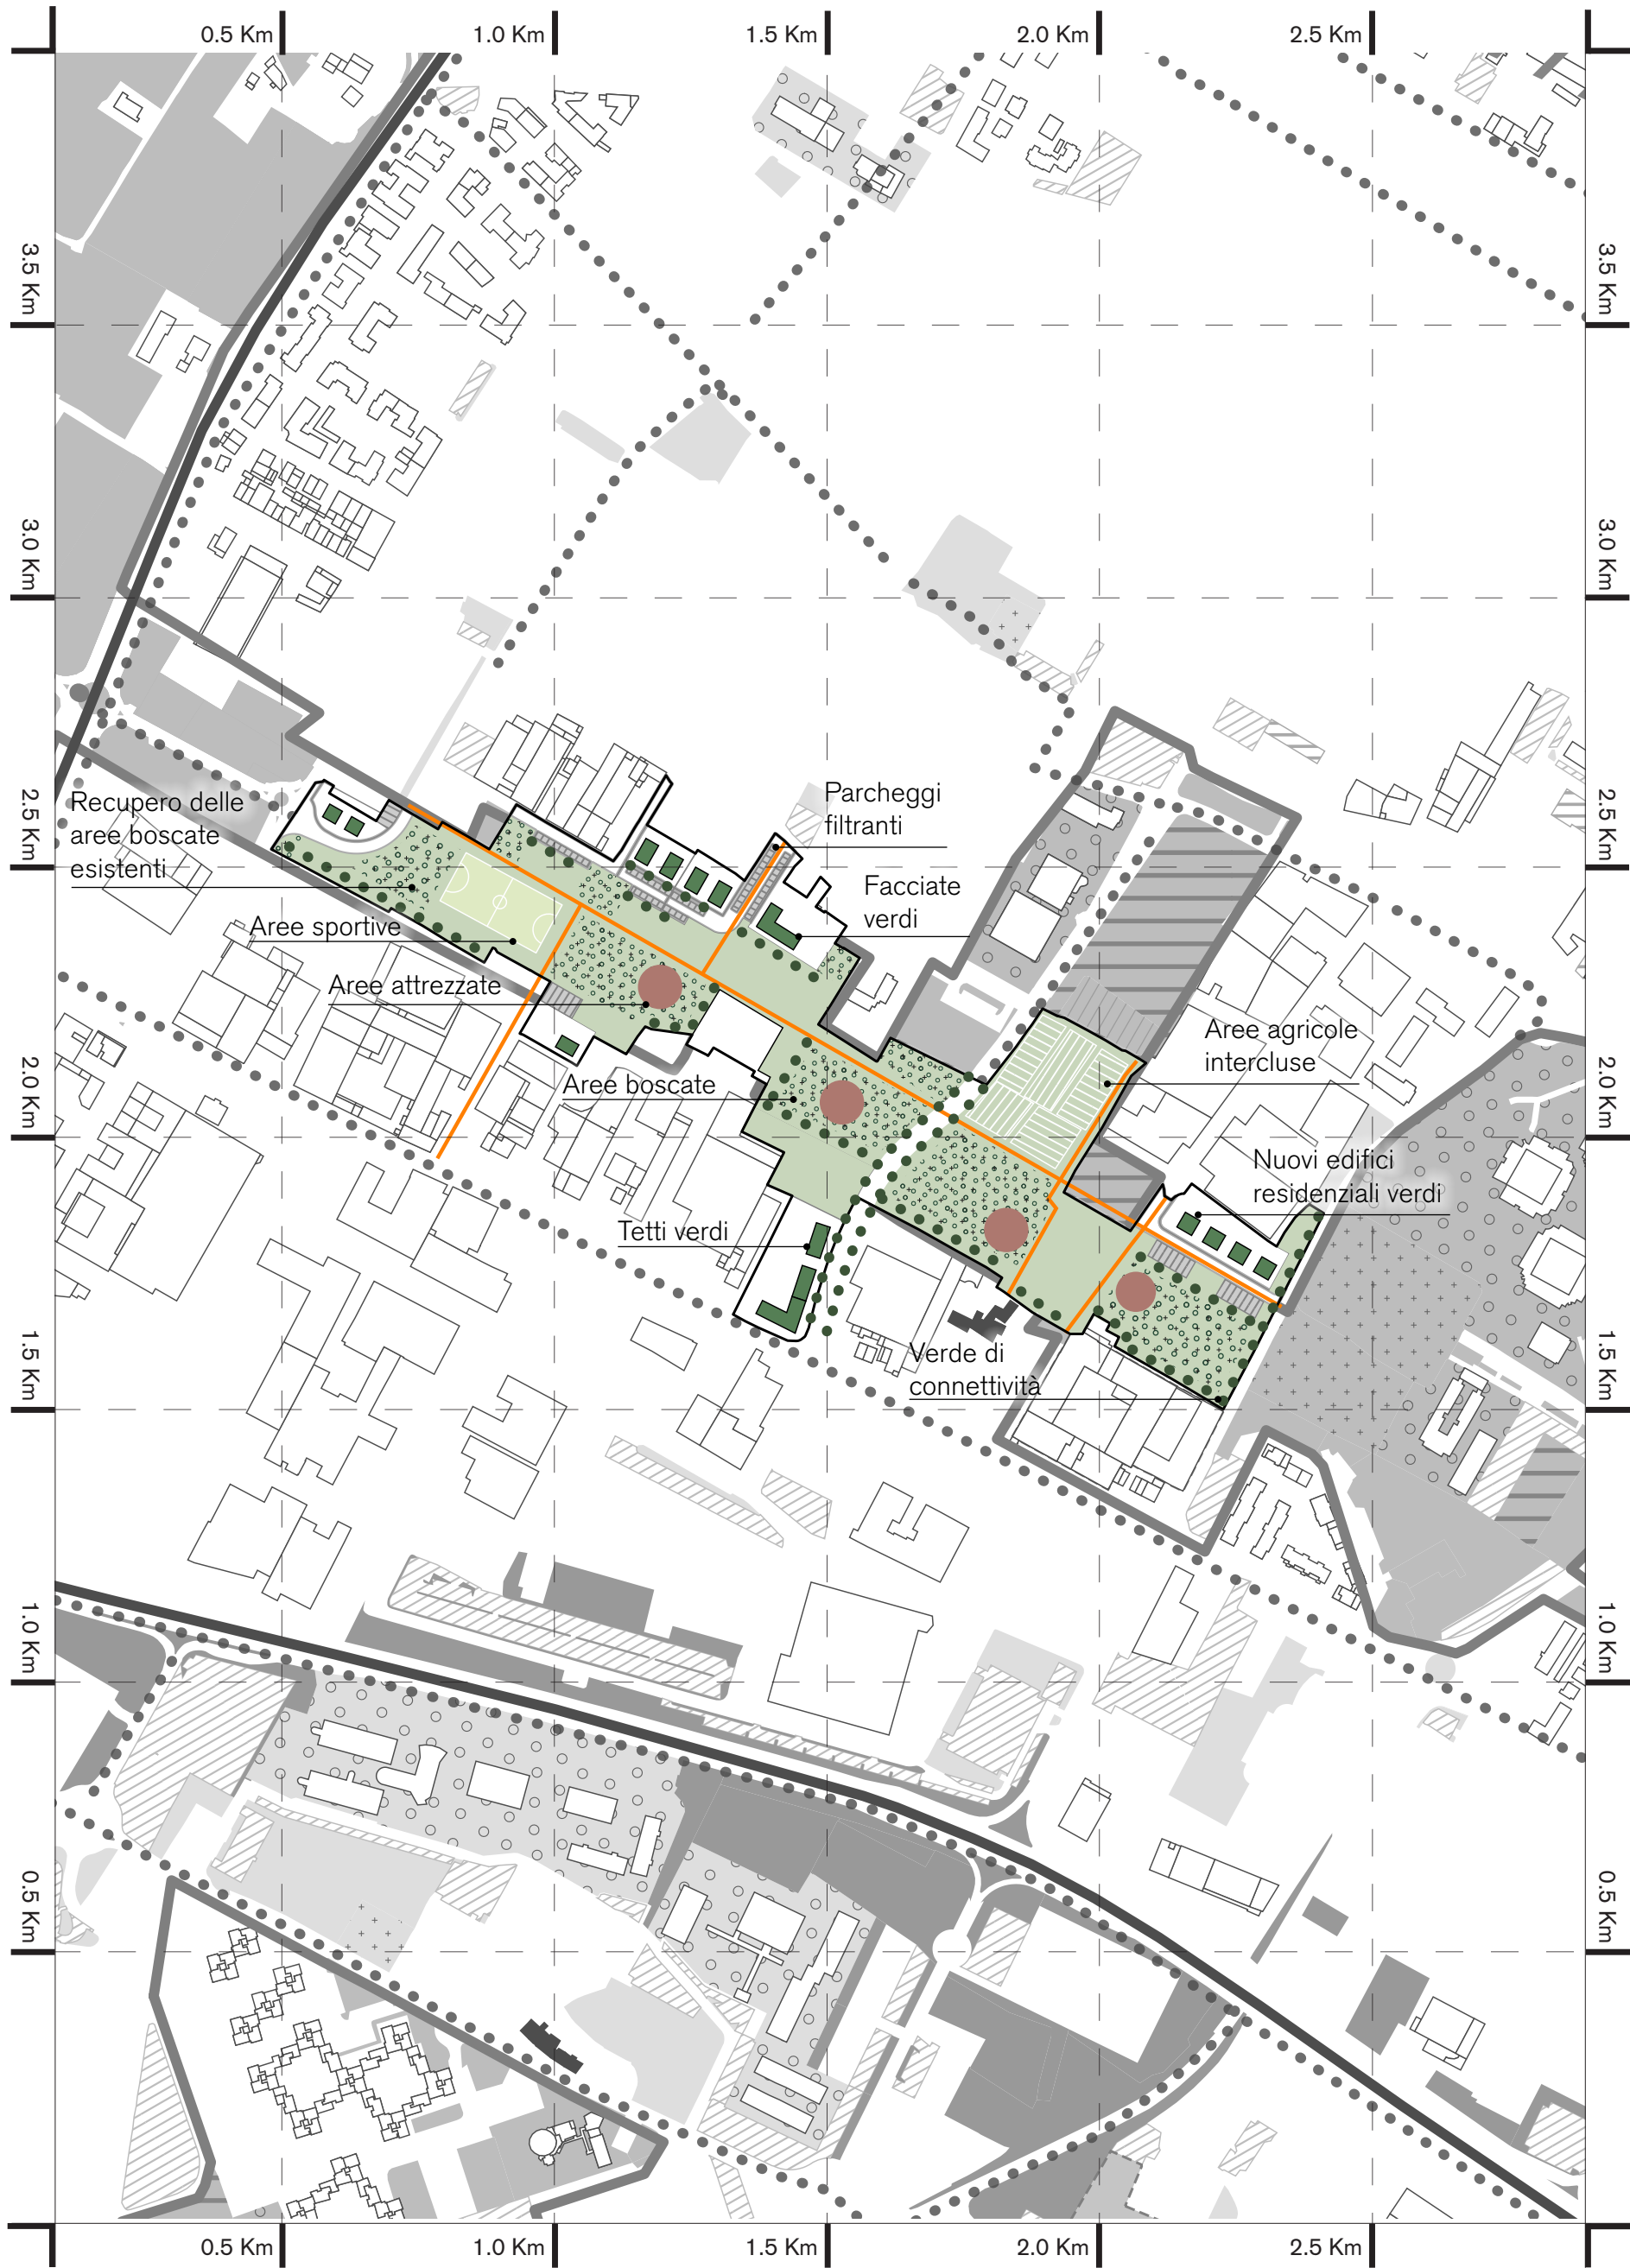 0.5 Km
1.0 Km
1.5 Km
2.0 Km
2.5 Km
3.5 Km
3.5 Km
3.0 Km
3.0 Km
2.5 Km
2.5 Km
Recupero delle
aree boscate
esistenti
Parcheggi
filtranti
Facciate
verdi
Aree sportive
Aree attrezzate
Aree agricole
intercluse
2.0 Km
2.0 Km
Aree boscate
Nuovi edifici
residenziali verdi
Tetti verdi
Verde di
connettività
1.5 Km
1.5 Km
1.0 Km
1.0 Km
0.5 Km
0.5 Km
0.5 Km
1.0 Km
1.5 Km
2.0 Km
2.5 Km